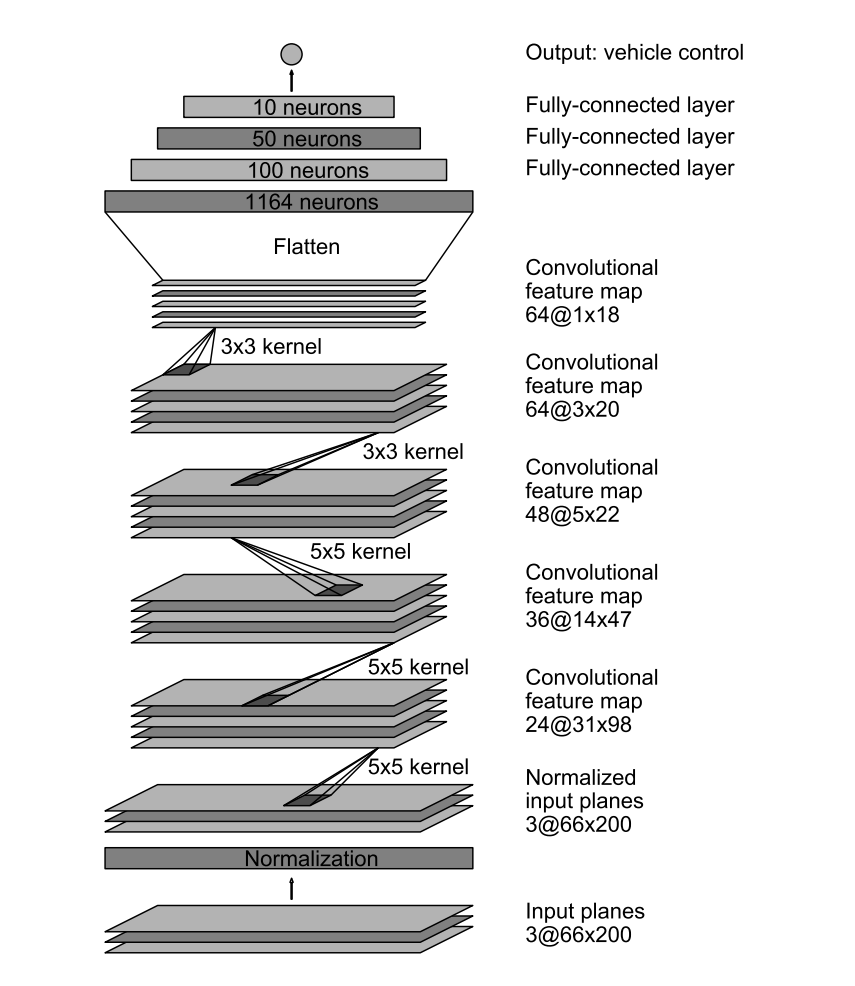 Output: vehicle control
10 neurons
Fully-connected layer
50 neurons
Fully-connected layer
100 neurons
Fully-connected layer
1164 neurons
Flatten
Convolutional
feature map
64@1x18
3x3 kernel
Convolutional
feature map
64@3x20
3x3 kernel
Convolutional
feature map
48@5x22
5x5 kernel
Convolutional
feature map
36@14x47
5x5 kernel
Convolutional
feature map
24@31x98
5x5 kernel
Normalized
input planes
3@66x200
Normalization
Input planes
3@66x200